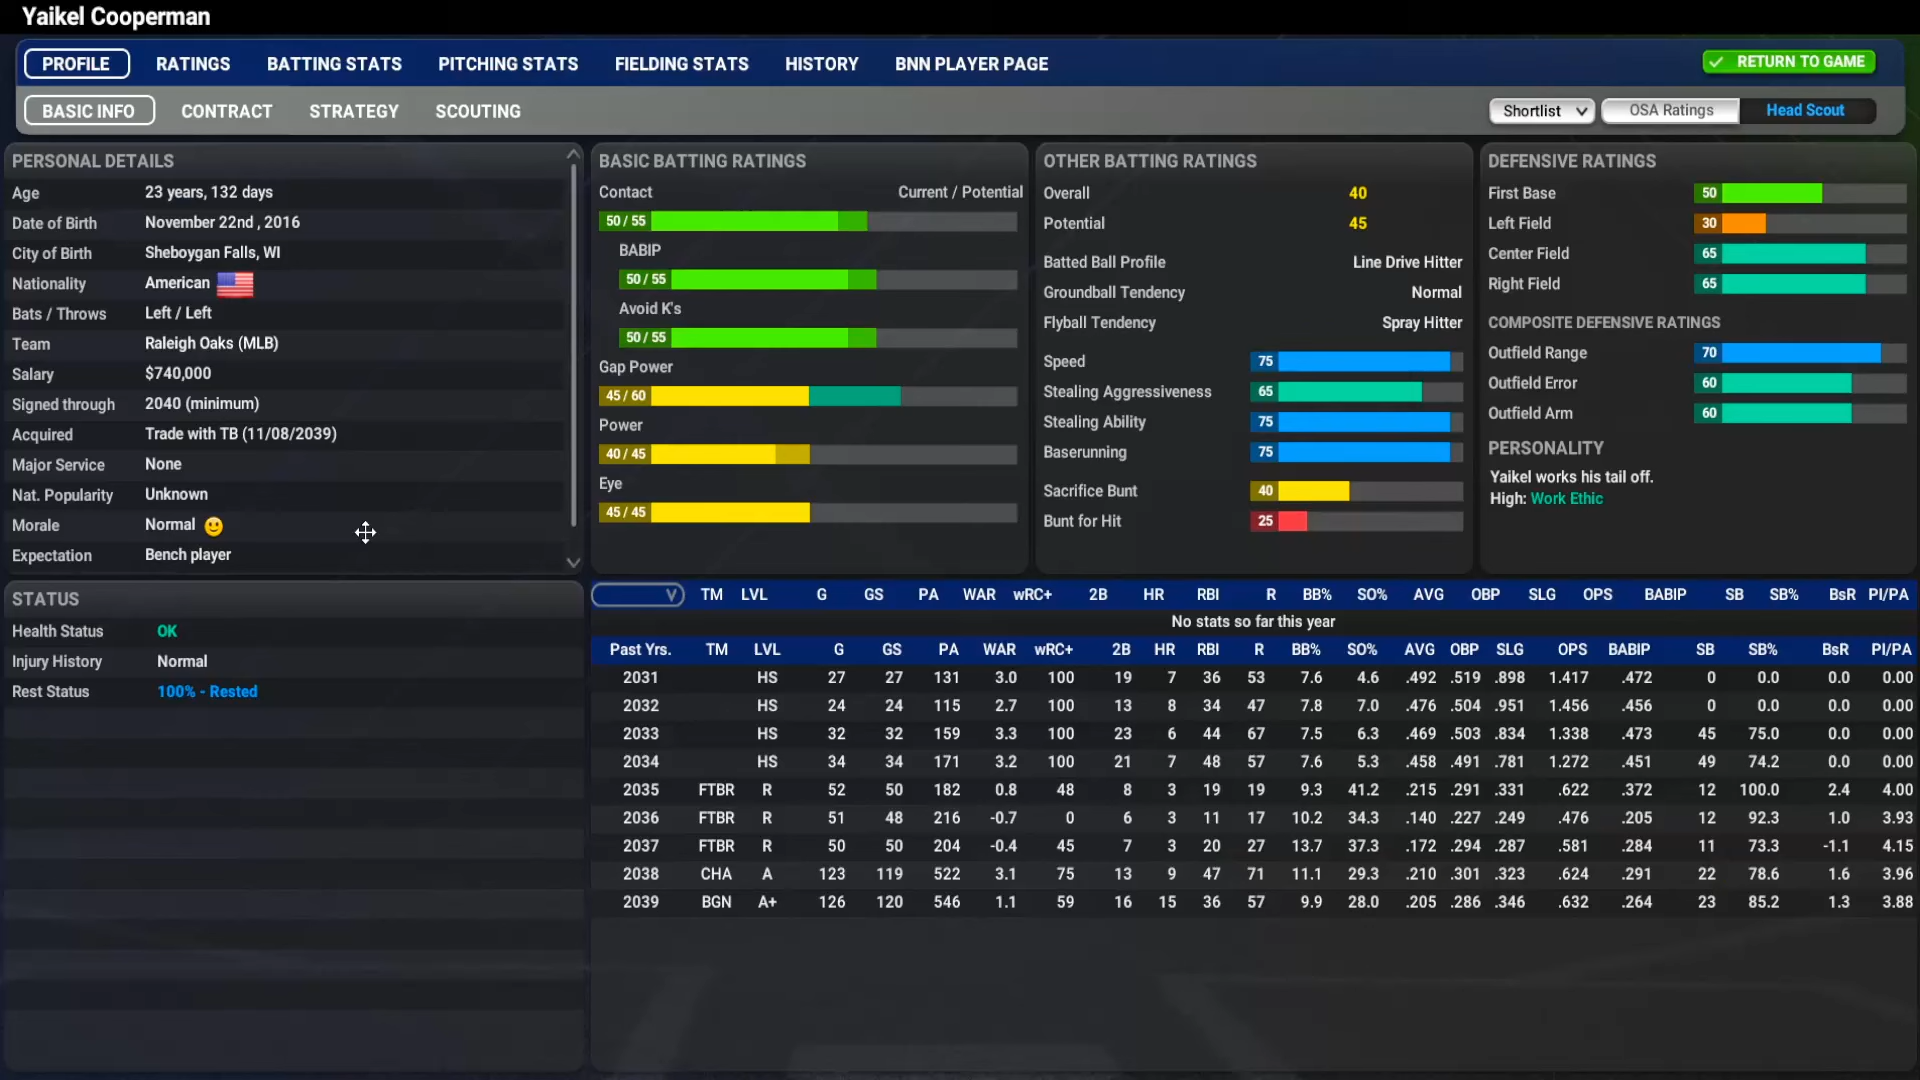 Yaikel Cooperman
PROFILE RATINGS BATTING STATS PITCHING STATS FIELDING STATS HISTORY BNN PLAYER PAGE RETURN TO GAME
BASIC INFO CONTRACT STRATEGY SCOUTING Shortlist OSA Ratings Head Scout
PERSONAL DETAILS
Age 23 years, 132 days
Date of Birth November 22nd , 2016
City of Birth Sheboygan Falls, WI
Nationality American
Bats / Throws Left / Left
Team Raleigh Oaks (MLB)
Salary $740,000
Signed through 2040 (minimum)
Acquired Trade with TB (11/08/2039)
Major Service None
Nat. Popularity Unknown
Morale Normal
Expectation Bench player
BASIC BATTING RATINGS
Contact Current / Potential
50 / 55
BABIP
50 / 55
Avoid K's
50 / 55
Gap Power
45 / 60
Power
40 / 45
Eye
45 / 45
OTHER BATTING RATINGS
Overall 40
Potential 45
Batted Ball Profile Line Drive Hitter
Groundball Tendency Normal
Flyball Tendency Spray Hitter
Speed 75
Stealing Aggressiveness 65
Stealing Ability 75
Baserunning 75
Sacrifice Bunt 40
Bunt for Hit 25
DEFENSIVE RATINGS
First Base 50
Left Field 30
Center Field 65
Right Field 65
COMPOSITE DEFENSIVE RATINGS
Outfield Range 70
Outfield Error 60
Outfield Arm 60
PERSONALITY
Yaikel works his tail off.
High: Work Ethic
STATUS
Health Status OK
Injury History Normal
Rest Status 100% - Rested
TM LVL G GS PA WAR wRC+ 2B HR RBI R BB% SO% AVG OBP SLG OPS BABIP SB SB% BsR PI/PA
No stats so far this year
Past Yrs. TM LVL G GS PA WAR wRC+ 2B HR RBI R BB% SO% AVG OBP SLG OPS BABIP SB SB% BsR PI/PA
2031 HS 27 27 131 3.0 100 19 7 36 53 7.6 4.6 .492 .519 .898 1.417 .472 0 0.0 0.0 0.00
2032 HS 24 24 115 2.7 100 13 8 34 47 7.8 7.0 .476 .504 .951 1.456 .456 0 0.0 0.0 0.00
2033 HS 32 32 159 3.3 100 23 6 44 67 7.5 6.3 .469 .503 .834 1.338 .473 45 75.0 0.0 0.00
2034 HS 34 34 171 3.2 100 21 7 48 57 7.6 5.3 .458 .491 .781 1.272 .451 49 74.2 0.0 0.00
2035 FTBR R 52 50 182 0.8 48 8 3 19 19 9.3 41.2 .215 .291 .331 .622 .372 12 100.0 2.4 4.00
2036 FTBR R 51 48 216 -0.7 0 6 3 11 17 10.2 34.3 .140 .227 .249 .476 .205 12 92.3 1.0 3.93
2037 FTBR R 50 50 204 -0.4 45 7 3 20 27 13.7 37.3 .172 .294 .287 .581 .284 11 73.3 -1.1 4.15
2038 CHA A 123 119 522 3.1 75 13 9 47 71 11.1 29.3 .210 .301 .323 .624 .291 22 78.6 1.6 3.96
2039 BGN A+ 126 120 546 1.1 59 16 15 36 57 9.9 28.0 .205 .286 .346 .632 .264 23 85.2 1.3 3.88